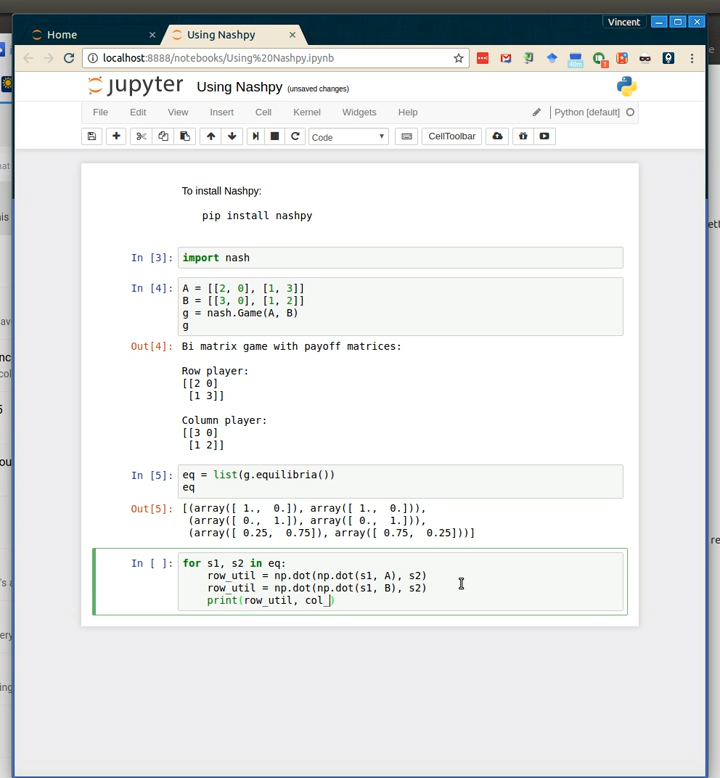 Vincent
Home
Using Nashpy
localhost:8888/notebooks/Using%20Nashpy.ipynb
jupyter Using Nashpy (unsaved changes)
File Edit View Insert Cell Kernel Widgets Help Python [default]
Code CellToolbar
To install Nashpy:
pip install nashpy
In [3]: import nash
In [4]: A = [[2, 0], [1, 3]]
B = [[3, 0], [1, 2]]
g = nash.Game(A, B)
g
Out[4]: Bi matrix game with payoff matrices:
Row player:
[[2 0]
[1 3]]
Column player:
[[3 0]
[1 2]]
In [5]: eq = list(g.equilibria())
eq
Out[5]: [(array([ 1., 0.]), array([ 1., 0.])),
(array([ 0., 1.]), array([ 0., 1.])),
(array([ 0.25, 0.75]), array([ 0.75, 0.25]))]
In [ ]: for s1, s2 in eq:
row_util = np.dot(np.dot(s1, A), s2)
row_util = np.dot(np.dot(s1, B), s2)
print(row_util, col_)